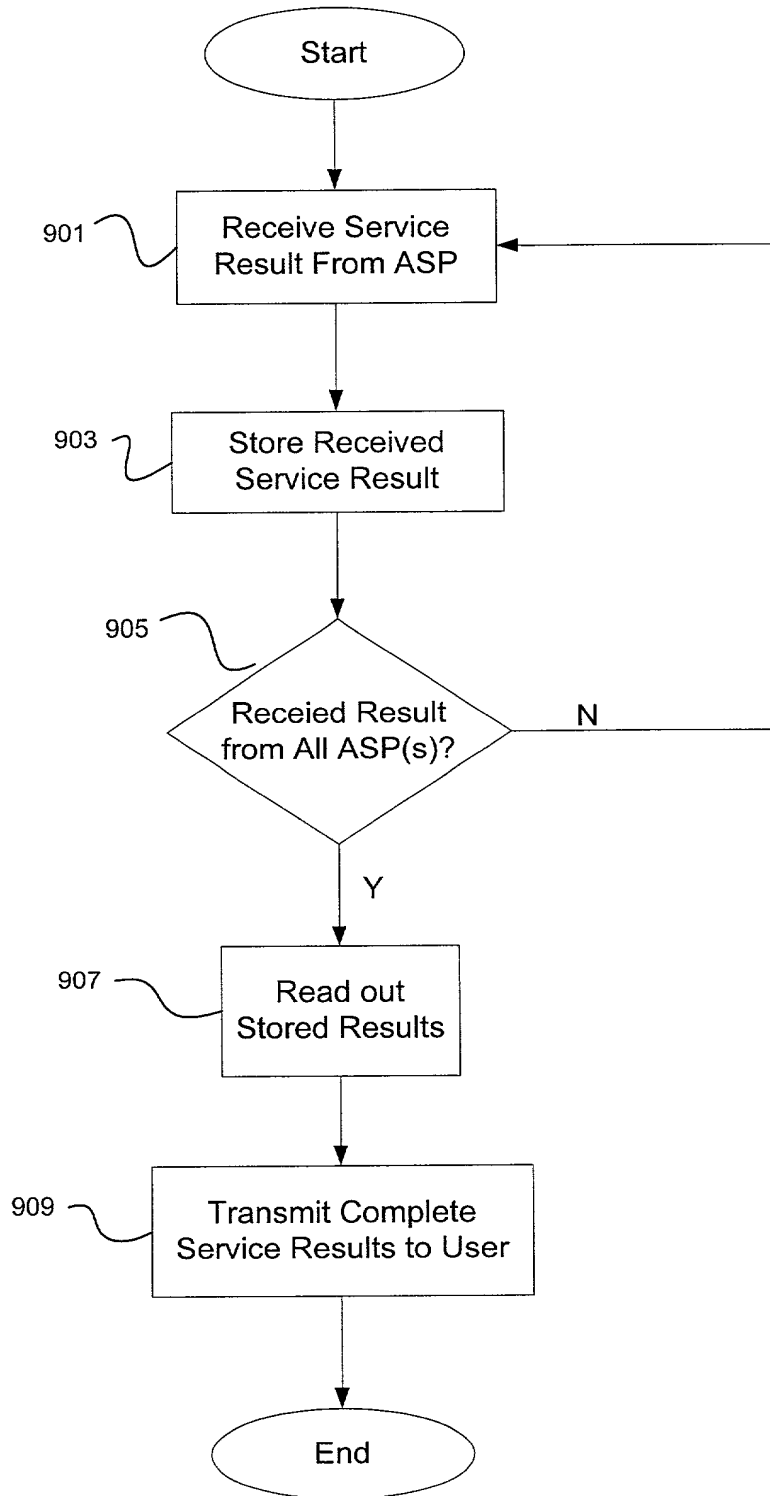 Start
901
Receive Service
Result From ASP
903
Store Received
Service Result
905
Receied Result
from All ASP(s)?
N
Y
907
Read out
Stored Results
909
Transmit Complete
Service Results to User
End